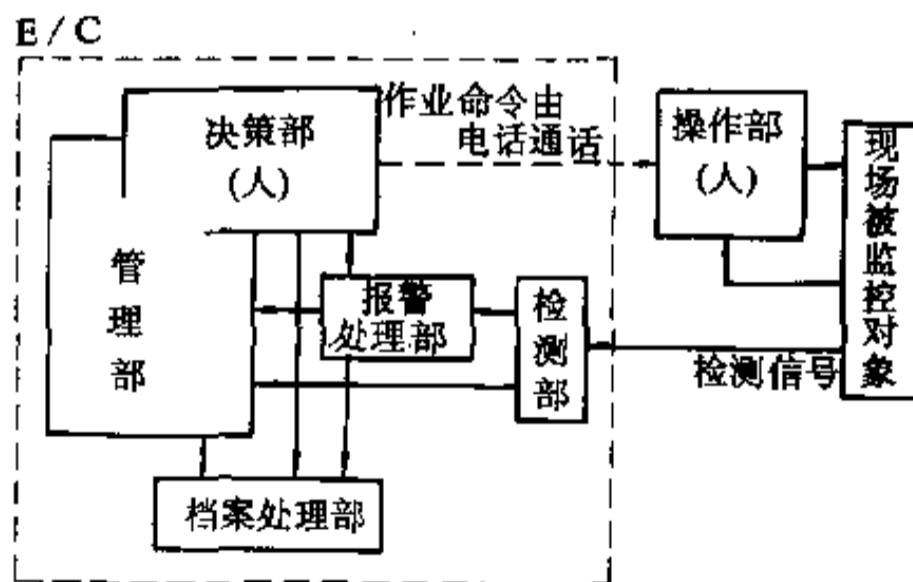 E/C
决策部
(人)
作业命令由
电话通话
操作部
(人)
现场被监控对象
管理部
报警
处理部
检测部
检测信号
档案处理部